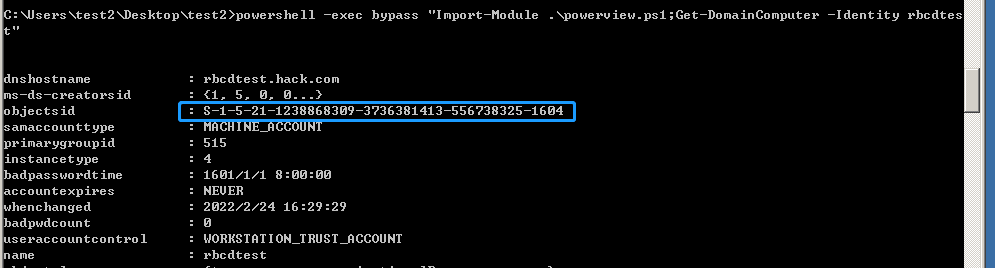 C:\Users\test2\Desktop\test2>powershell -exec bypass "Import-Module .\powerview.ps1;Get-DomainComputer -Identity rbcdtes
t"
dnshostname : rbcdtest.hack.com
ms-ds-creatorsid : {1, 5, 0, 0...}
objectsid : S-1-5-21-1238868309-3736381413-556738325-1604
samaccounttype : MACHINE_ACCOUNT
primarygroupid : 515
instancetype : 4
badpasswordtime : 1601/1/1 8:00:00
accountexpires : NEVER
whenchanged : 2022/2/24 16:29:29
badpwdcount : 0
useraccountcontrol : WORKSTATION_TRUST_ACCOUNT
name : rbcdtest